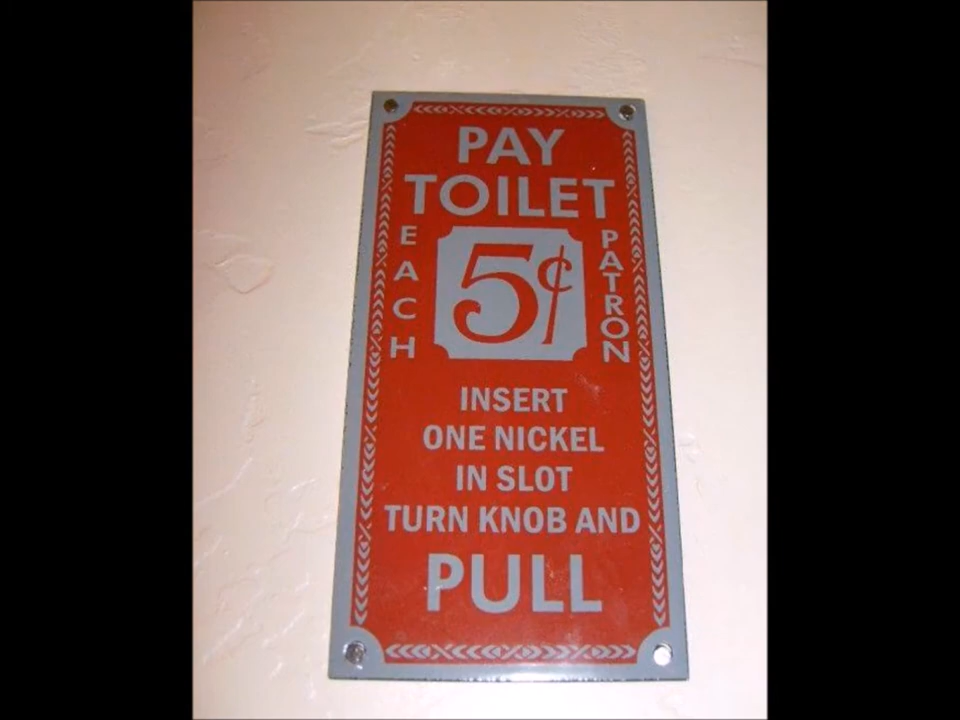 PAY
TOILET
EACH
5¢
PATRON
INSERT
ONE NICKEL
IN SLOT
TURN KNOB AND
PULL